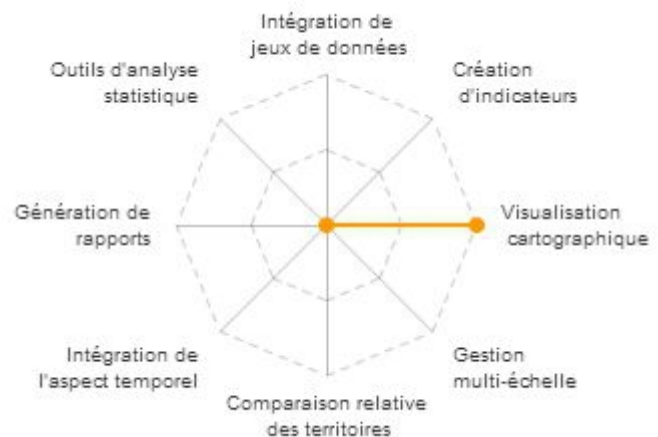 Intégration de
jeux de données
Création
d'indicateurs
Visualisation
cartographique
Gestion
multi-échelle
Comparaison relative
des territoires
Intégration de
l'aspect temporel
Génération de
rapports
Outils d'analyse
statistique